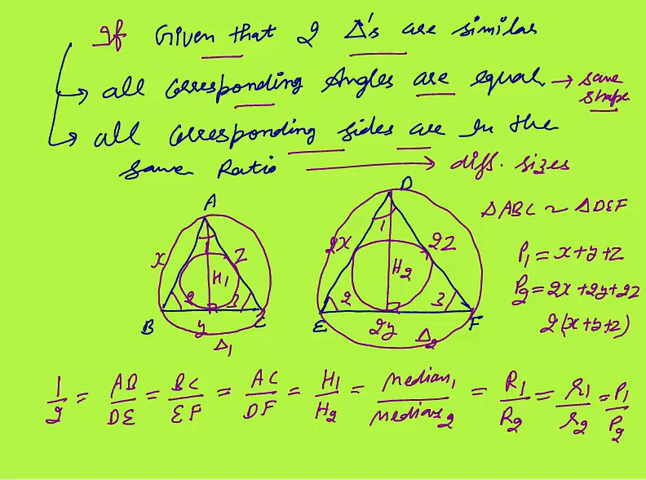 If Given that 2 Δ's are similar
→ all corresponding Angles are equal → same shape
→ all corresponding sides are In the
same Ratio → diff. sizes
A
x
1
z
H1
2
3
B
y
C
Δ1
D
2x
1
2z
H2
2
3
E
2y
F
Δ2
ΔABC ~ ΔDEF
P1 = x+y+z
P2 = 2x+2y+2z
2(x+y+z)
1/2 = AB/DE = BC/EF = AC/DF = H1/H2 = median1/median2 = R1/R2 = r1/r2 = P1/P2